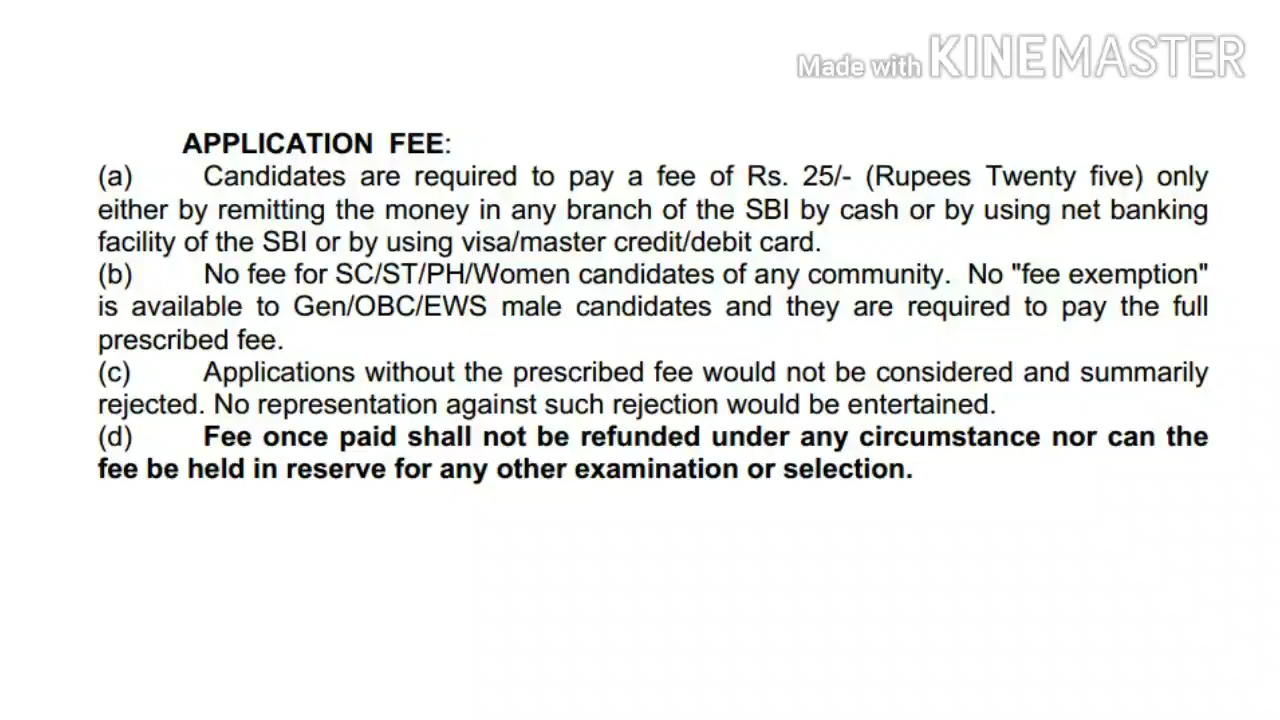 Made with KINEMASTER
APPLICATION FEE:
(a) Candidates are required to pay a fee of Rs. 25/- (Rupees Twenty five) only
either by remitting the money in any branch of the SBI by cash or by using net banking
facility of the SBI or by using visa/master credit/debit card.
(b) No fee for SC/ST/PH/Women candidates of any community. No "fee exemption"
is available to Gen/OBC/EWS male candidates and they are required to pay the full
prescribed fee.
(c) Applications without the prescribed fee would not be considered and summarily
rejected. No representation against such rejection would be entertained.
(d) Fee once paid shall not be refunded under any circumstance nor can the
fee be held in reserve for any other examination or selection.